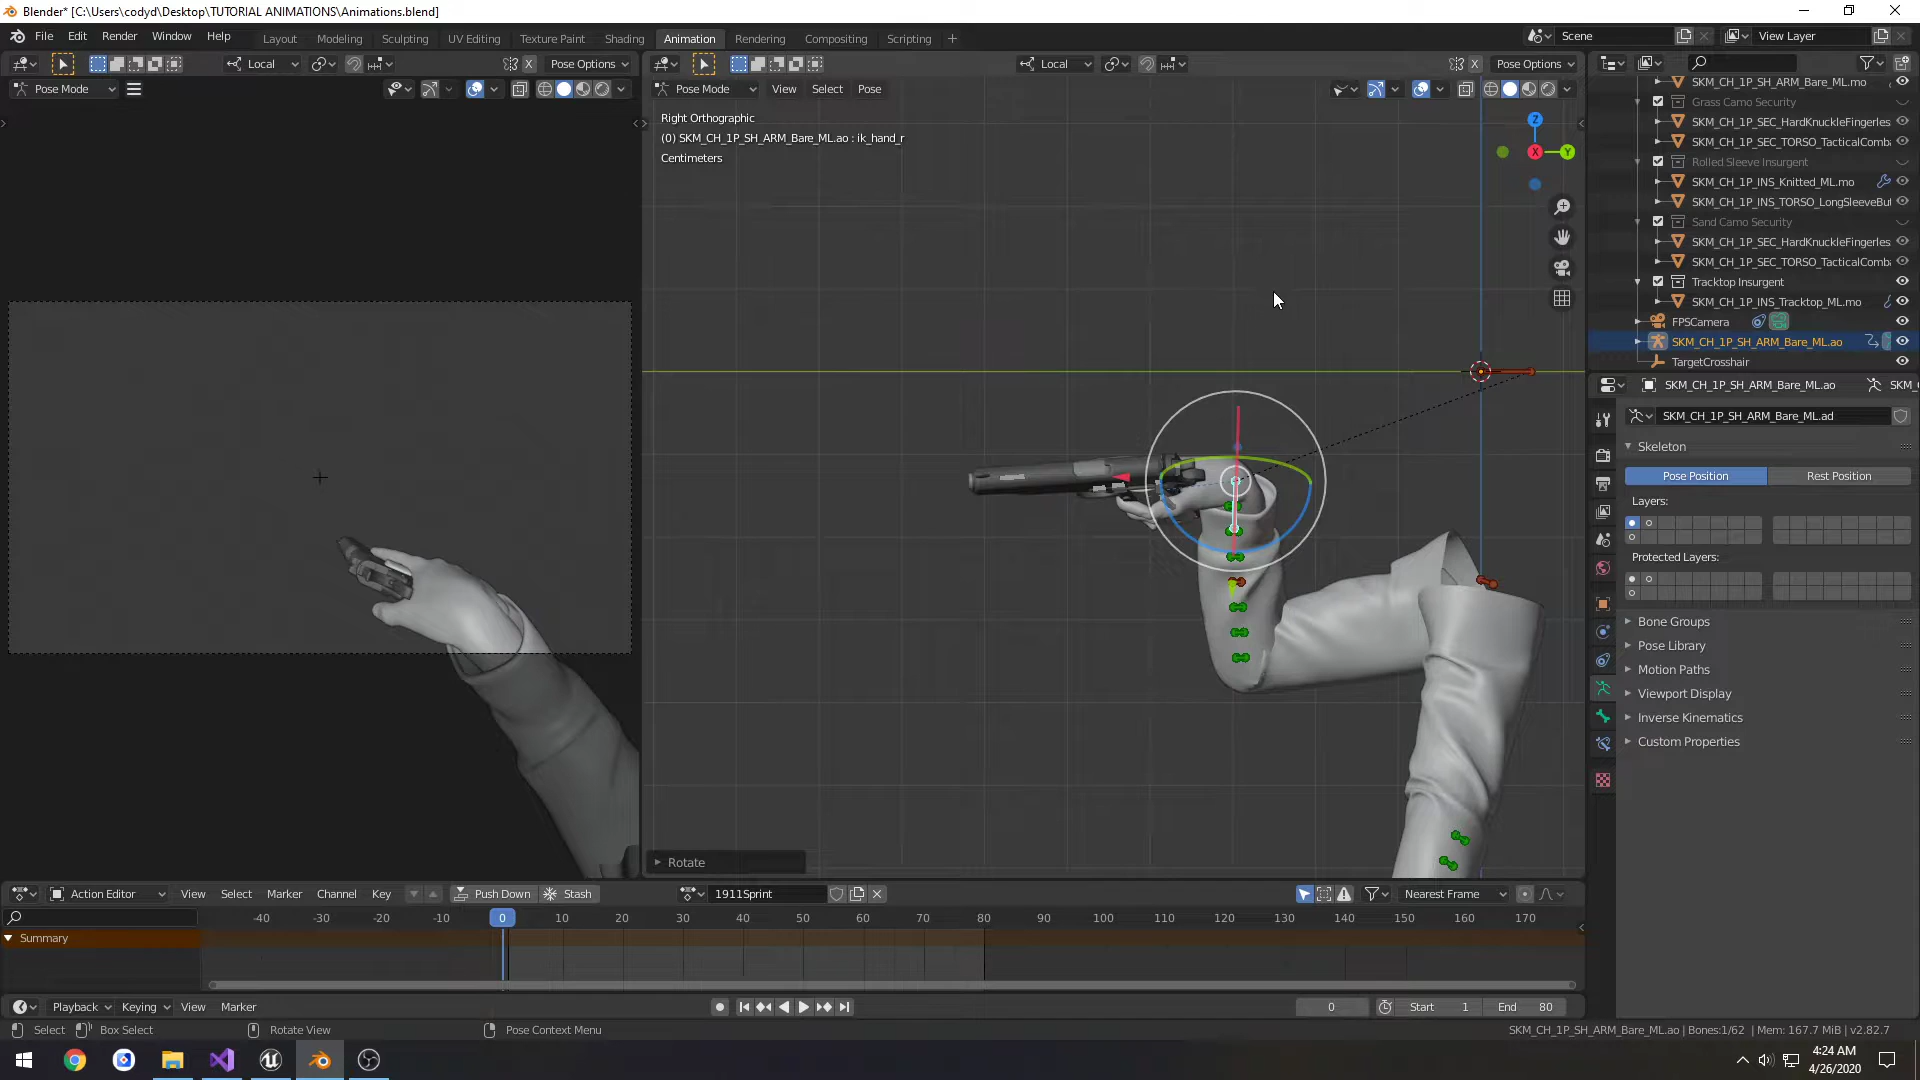 Blender* [C:\Users\codyd\Desktop\TUTORIAL ANIMATIONS\Animations.blend]
File Edit Render Window Help
Layout Modeling Sculpting UV Editing Texture Paint Shading Animation Rendering Compositing Scripting
Scene
View Layer
Local
X
Pose Options
Local
X
Pose Options
Pose Mode
Pose Mode
View Select Pose
Right Orthographic
(0) SKM_CH_1P_SH_ARM_Bare_ML.ao : ik_hand_r
Centimeters
Z
X
Y
SKM_CH_1P_SH_ARM_Bare_ML.mo
Grass Camo Security
SKM_CH_1P_SEC_HardKnuckleFingerles
SKM_CH_1P_SEC_TORSO_TacticalComba
Rolled Sleeve Insurgent
SKM_CH_1P_INS_Knitted_ML.mo
SKM_CH_1P_INS_TORSO_LongSleeveBut
Sand Camo Security
SKM_CH_1P_SEC_HardKnuckleFingerles
SKM_CH_1P_SEC_TORSO_TacticalComba
Tracktop Insurgent
SKM_CH_1P_INS_Tracktop_ML.mo
FPSCamera
SKM_CH_1P_SH_ARM_Bare_ML.ao
TargetCrosshair
SKM_CH_1P_SH_ARM_Bare_ML.ao
SKM_
SKM_CH_1P_SH_ARM_Bare_ML.ad
Skeleton
Pose Position Rest Position
Layers:
Protected Layers:
Bone Groups
Pose Library
Motion Paths
Viewport Display
Inverse Kinematics
Custom Properties
Rotate
Action Editor View Select Marker Channel Key Push Down Stash 1911Sprint Nearest Frame
-40 -30 -20 -10 0 10 20 30 40 50 60 70 80 90 100 110 120 130 140 150 160 170
Summary
Playback Keying View Marker 0 Start 1 End 80
Select Box Select Rotate View Pose Context Menu
SKM_CH_1P_SH_ARM_Bare_ML.ao | Bones:1/62 | Mem: 167.7 MiB | v2.82.7
4:24 AM
4/26/2020